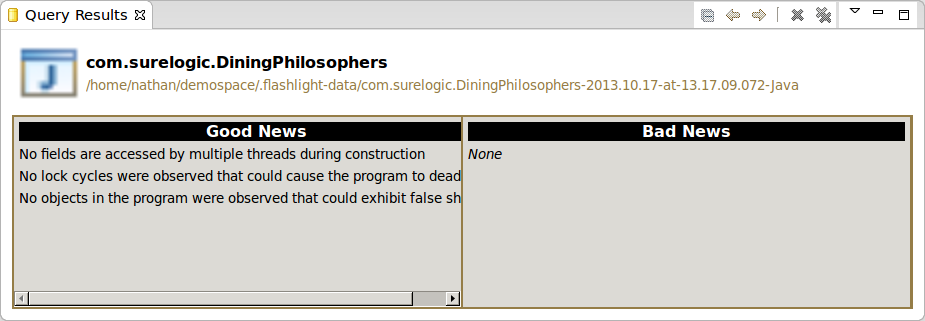 Query Results
com.surelogic.DiningPhilosophers
/home/nathan/demospace/.flashlight-data/com.surelogic.DiningPhilosophers-2013.10.17-at-13.17.09.072-Java
Good News
No fields are accessed by multiple threads during construction
No lock cycles were observed that could cause the program to dead
No objects in the program were observed that could exhibit false sh
Bad News
None